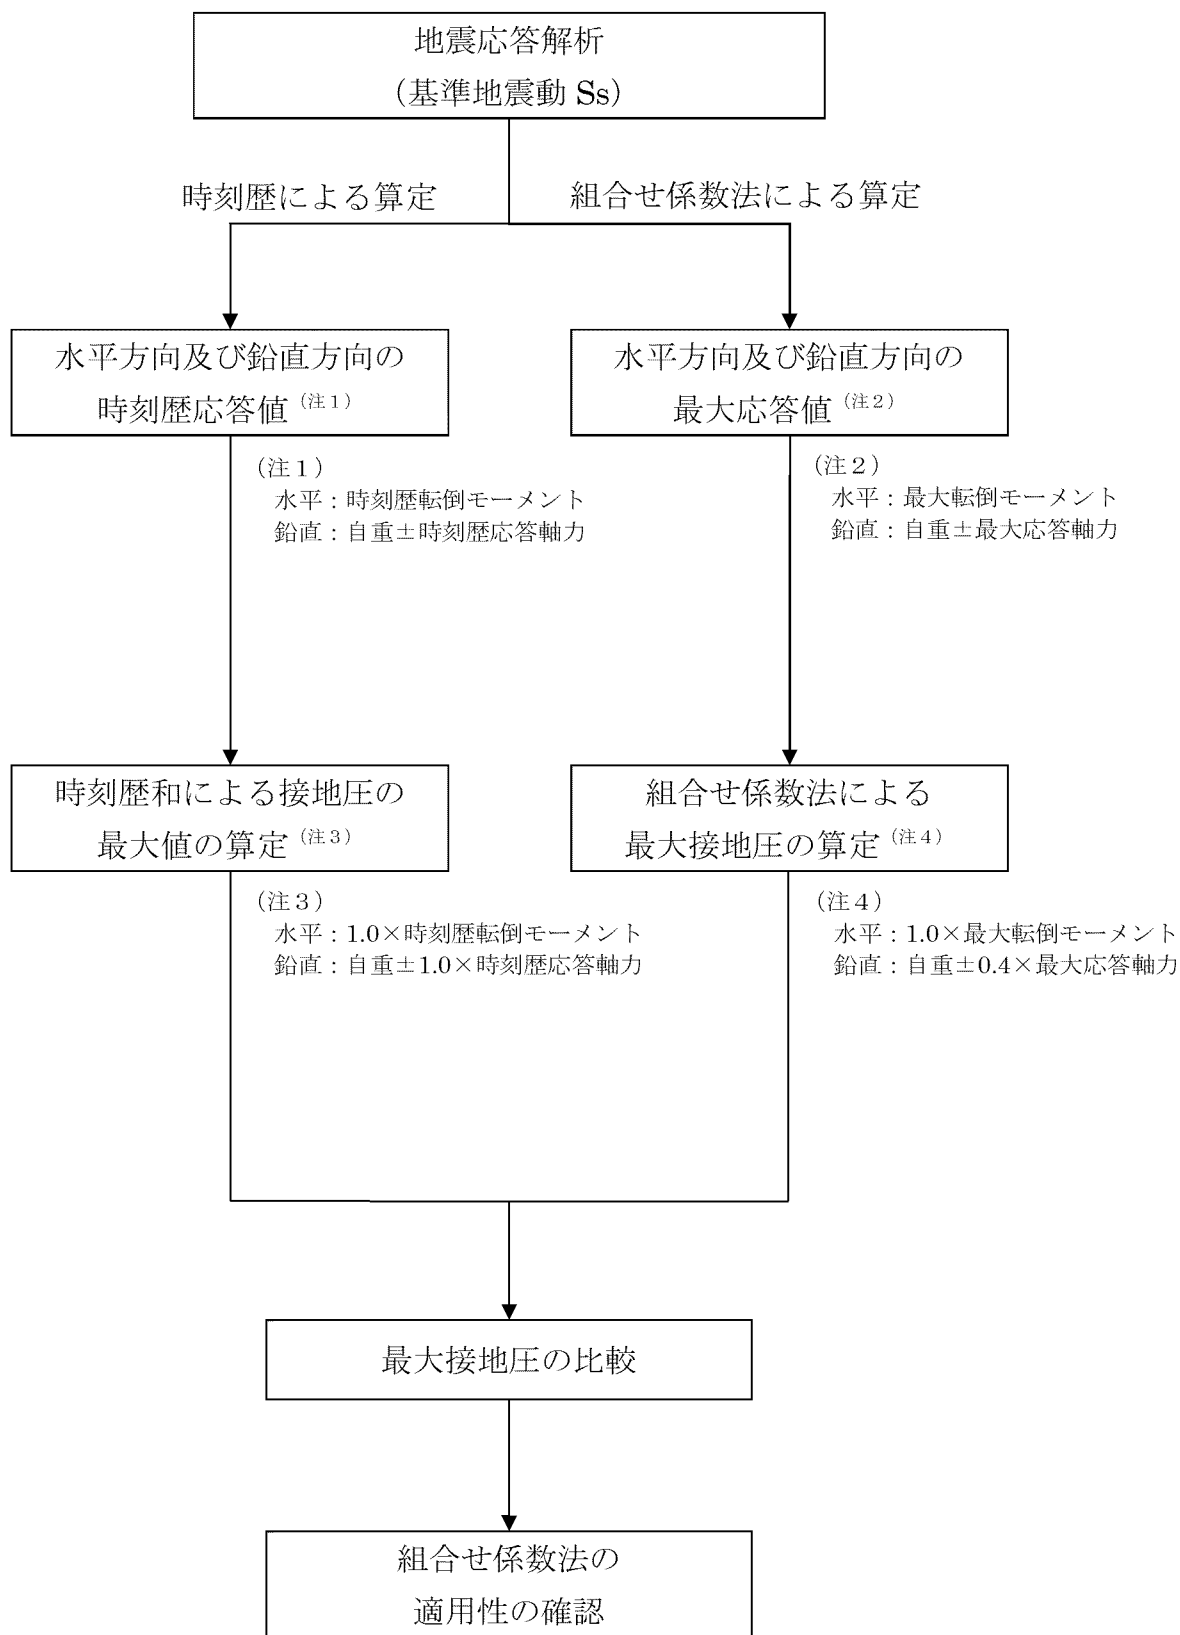 地震応答解析
（基準地震動 Ss）
時刻歴による算定
組合せ係数法による算定
水平方向及び鉛直方向の
時刻歴応答値（注１）
水平方向及び鉛直方向の
最大応答値（注２）
（注１）
水平：時刻歴転倒モーメント
鉛直：自重±時刻歴応答軸力
（注２）
水平：最大転倒モーメント
鉛直：自重±最大応答軸力
時刻歴和による接地圧の
最大値の算定（注３）
組合せ係数法による
最大接地圧の算定（注４）
（注３）
水平：1.0×時刻歴転倒モーメント
鉛直：自重±1.0×時刻歴応答軸力
（注４）
水平：1.0×最大転倒モーメント
鉛直：自重±0.4×最大応答軸力
最大接地圧の比較
組合せ係数法の
適用性の確認